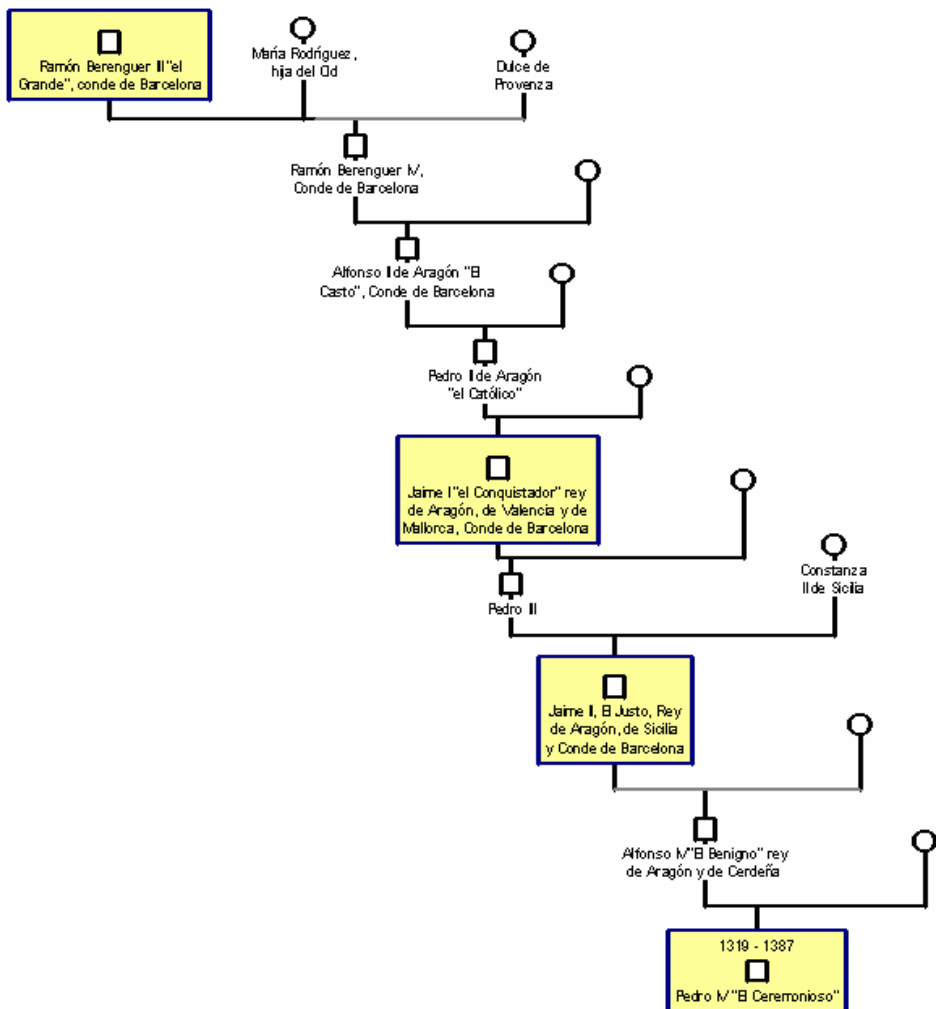 Ramón Berenguer III "el
Grande", conde de Barcelona
María Rodríguez,
hija del Cid
Dulce de
Provenza
Ramón Berenguer IV,
Conde de Barcelona
Alfonso II de Aragón "El
Casto", Conde de Barcelona
Pedro II de Aragón
"el Católico"
Jaime I "el Conquistador" rey
de Aragón, de Valencia y de
Mallorca, Conde de Barcelona
Constanza
II de Sicilia
Pedro III
Jaime II, El Justo, Rey
de Aragón, de Sicilia
y Conde de Barcelona
Alfonso IV "El Benigno" rey
de Aragón y de Cerdeña
1319 - 1387
Pedro IV "El Ceremonioso"